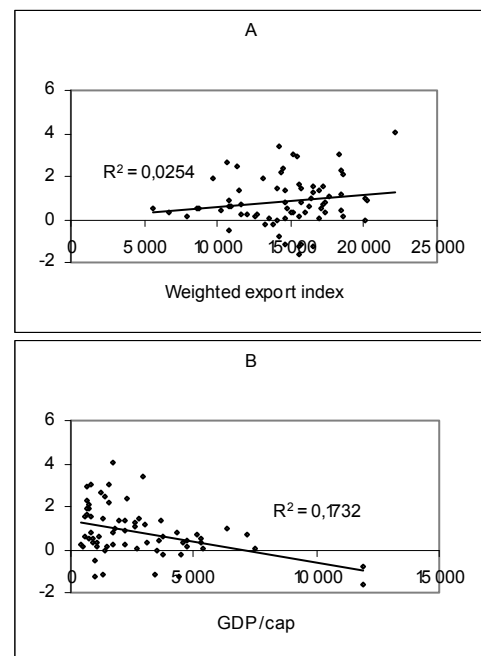 A
6
4
R² = 0,0254
2
0
0 5 000 10 000 15 000 20 000 25 000
-2
Weighted export index
B
6
4
2
R² = 0,1732
0
0 5 000 10 000 15 000
-2
GDP/cap